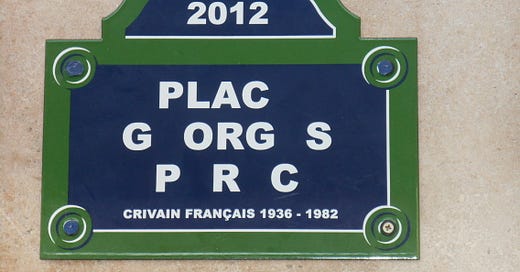 2012
PLAC
G ORG S
P R C
CRIVAIN FRANÇAIS 1936 - 1982